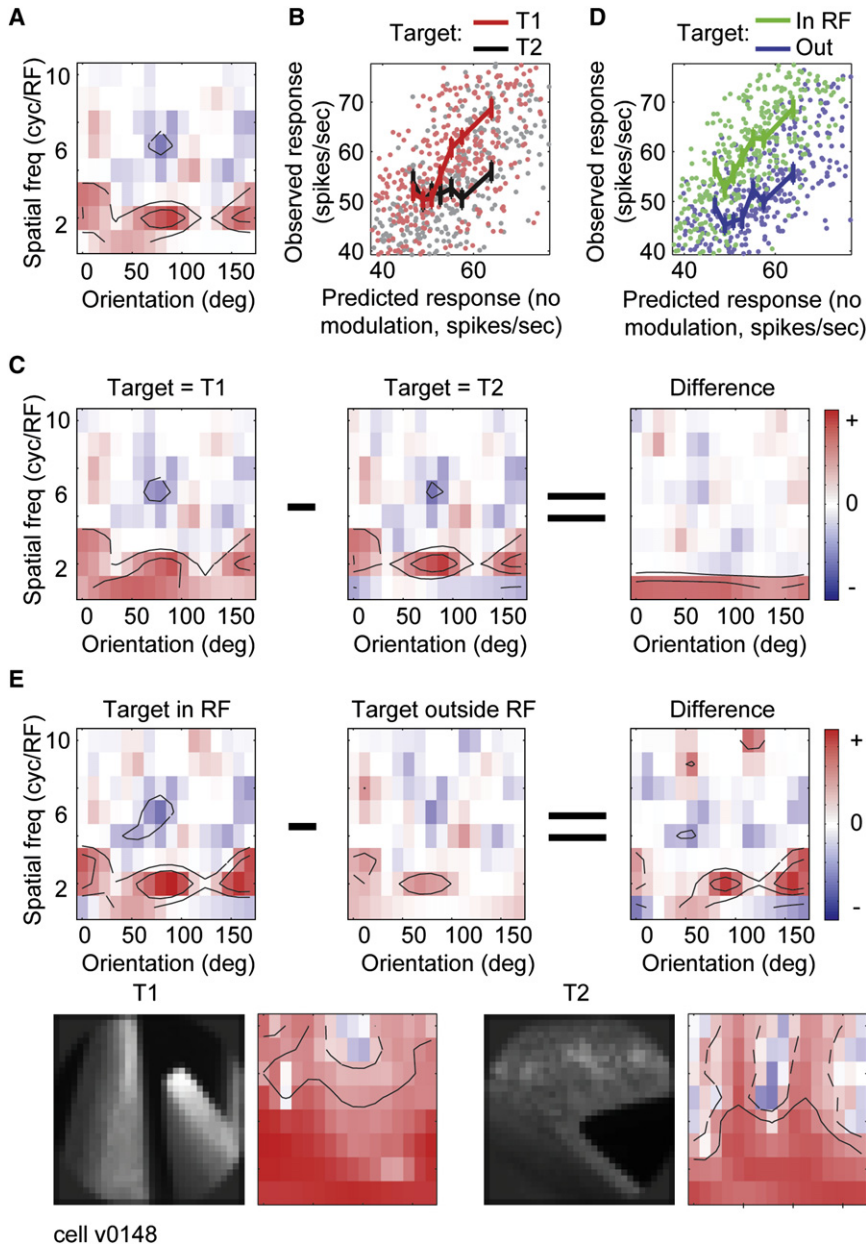 A
Spatial freq (cyc/RF)
10
6
2
0 50 100 150
Orientation (deg)
B
Target: T1
T2
Observed response
(spikes/sec)
70
60
50
40
40 60
Predicted response (no
modulation, spikes/sec)
D
Target: In RF
Out
Observed response
(spikes/sec)
70
60
50
40
40 60
Predicted response (no
modulation, spikes/sec)
C
Target = T1
Target = T2
Difference
Spatial freq (cyc/RF)
10
6
2
0 50 100 150
Orientation (deg)
0 50 100 150
Orientation (deg)
0 50 100 150
Orientation (deg)
+
0
-
E
Target in RF
Target outside RF
Difference
Spatial freq (cyc/RF)
10
6
2
0 50 100 150
Orientation (deg)
0 50 100 150
Orientation (deg)
0 50 100 150
Orientation (deg)
+
0
-
T1
T2
cell v0148